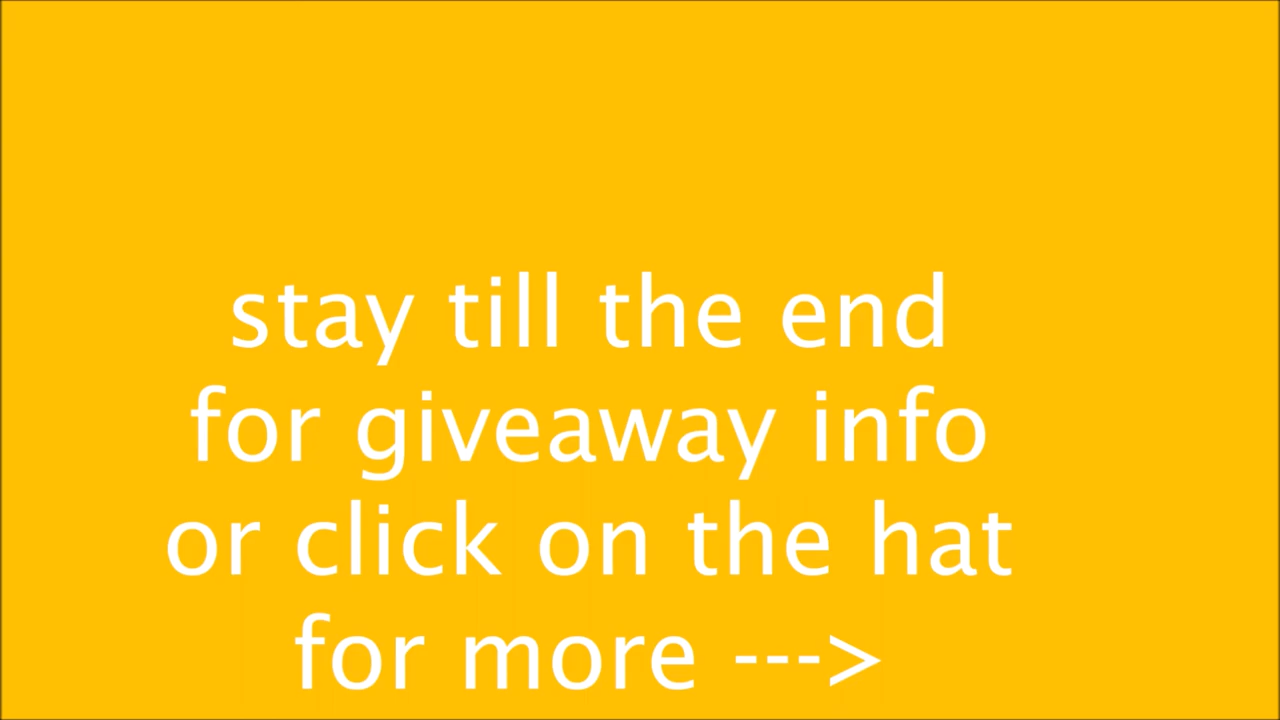 stay till the end
for giveaway info
or click on the hat
for more --->